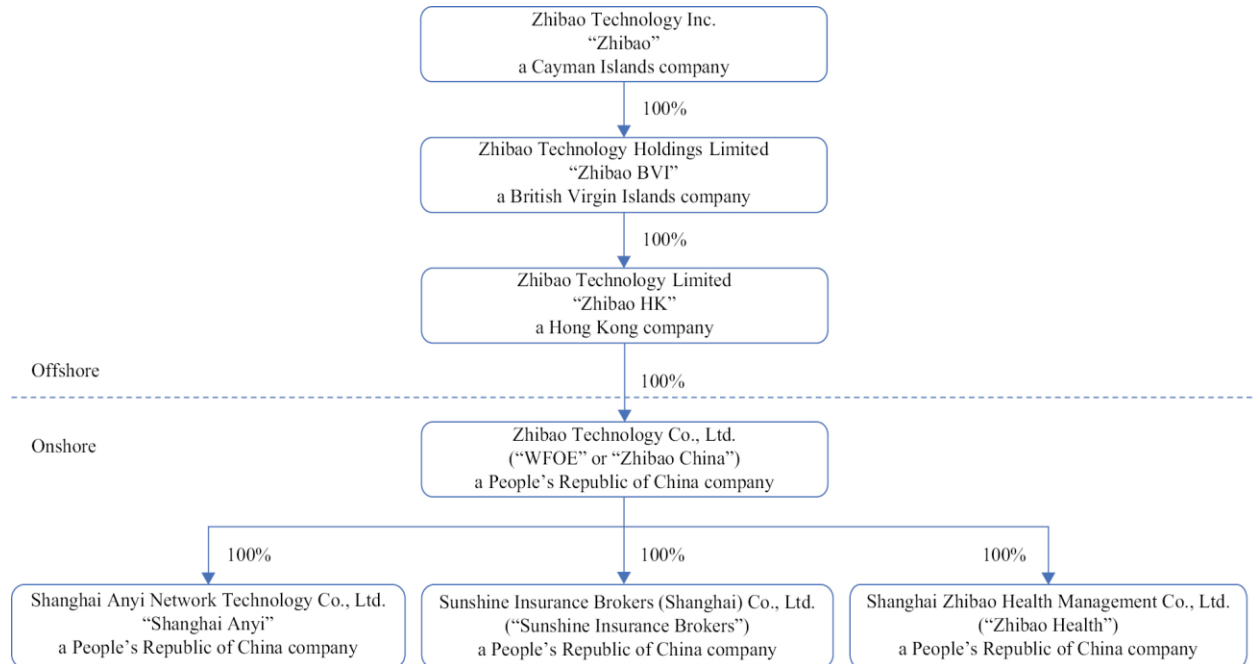 Zhibao Technology Inc.
“Zhibao”
a Cayman Islands company
100%
Zhibao Technology Holdings Limited
“Zhibao BVI”
a British Virgin Islands company
100%
Zhibao Technology Limited
“Zhibao HK”
a Hong Kong company
Offshore
100%
Onshore
Zhibao Technology Co., Ltd.
(“WFOE” or “Zhibao China”)
a People’s Republic of China company
100%
100%
100%
Shanghai Anyi Network Technology Co., Ltd.
“Shanghai Anyi”
a People’s Republic of China company
Sunshine Insurance Brokers (Shanghai) Co., Ltd.
(“Sunshine Insurance Brokers”)
a People’s Republic of China company
Shanghai Zhibao Health Management Co., Ltd.
(“Zhibao Health”)
a People’s Republic of China company